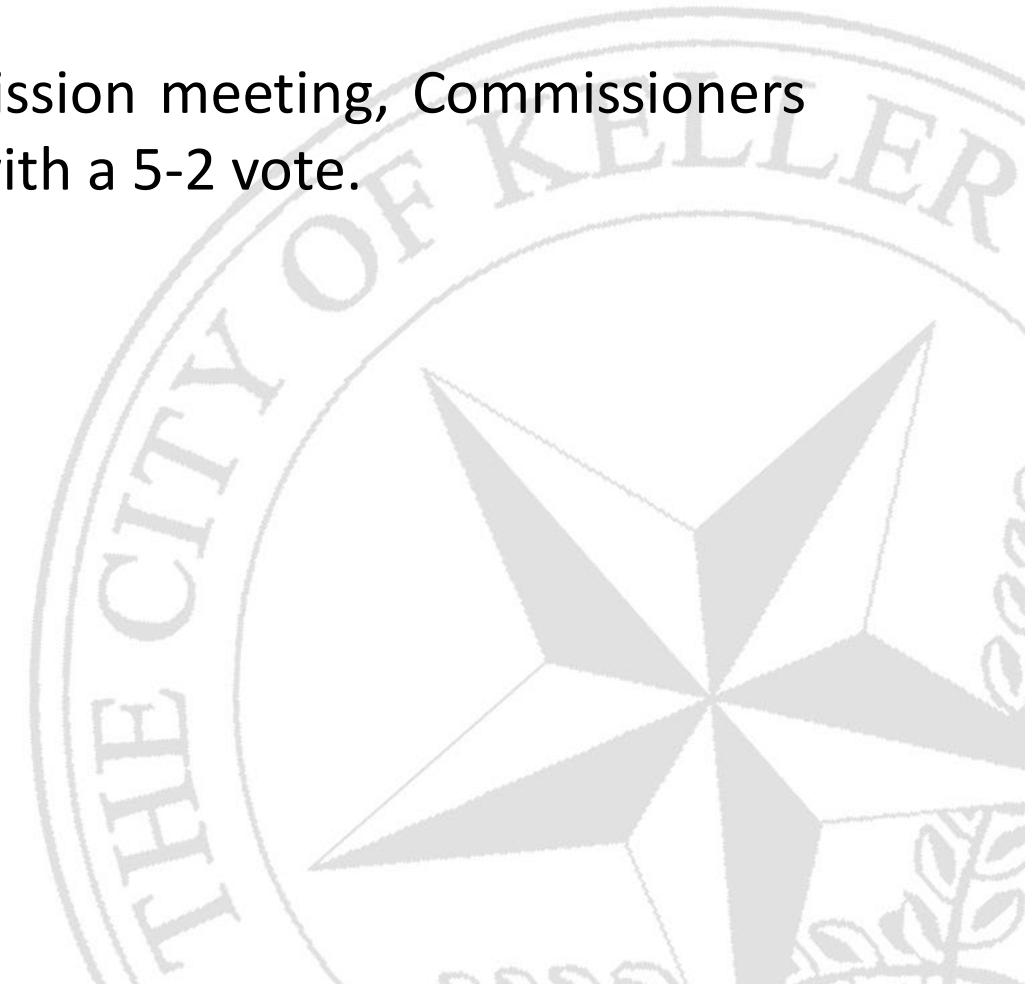 ission meeting, Commissioners
ith a 5-2 vote.
THE CITY OF KELLER